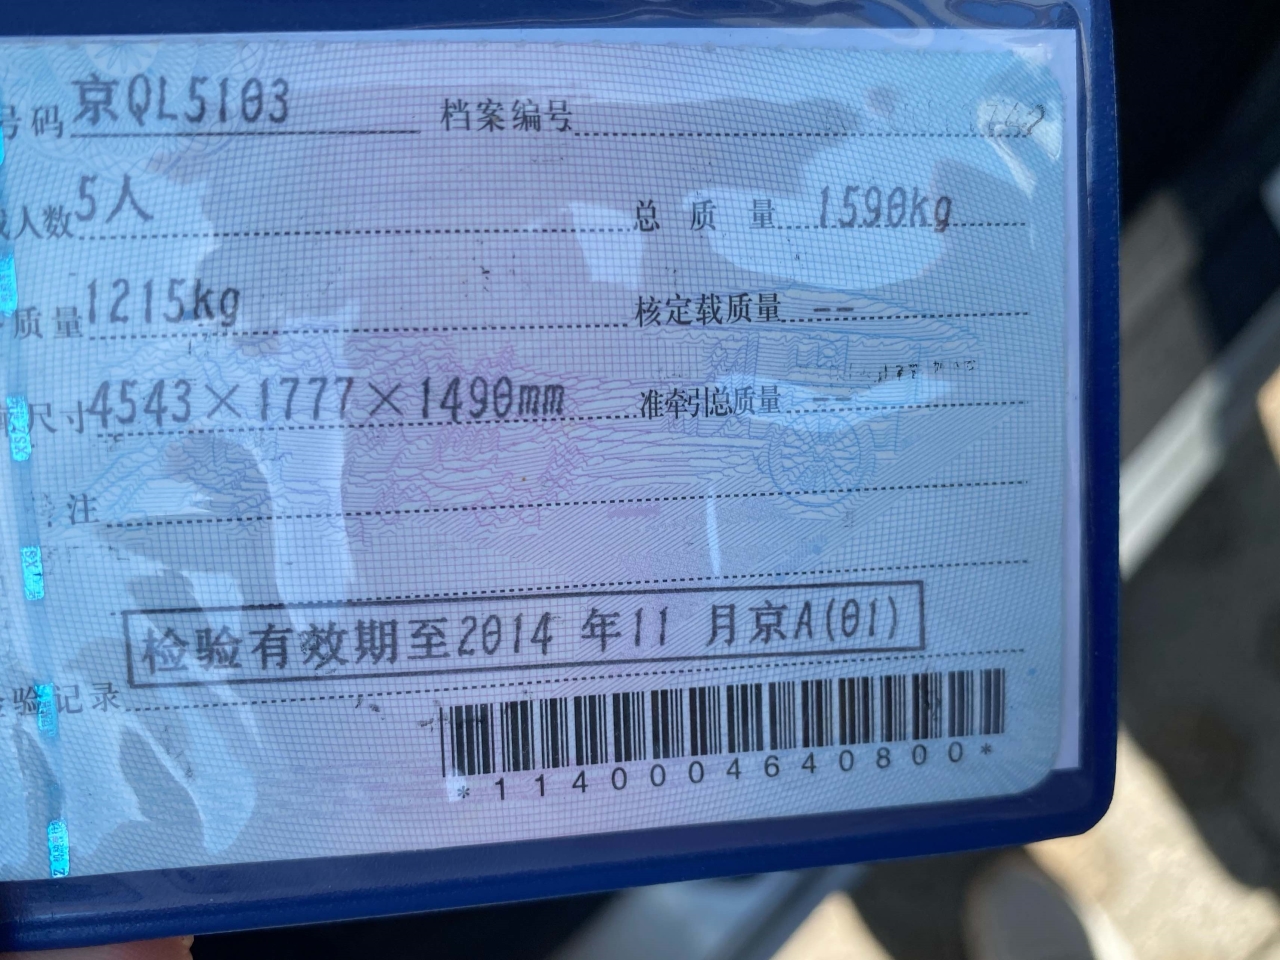 号码 京QL5103 档案编号
人数 5人 总质量 1590kg
质量 1215kg 核定载质量 --
尺寸 4543×1777×1490mm 准牵引总质量 --
注
检验有效期至2014年11月京A(01)
验记录
*1140004640800*